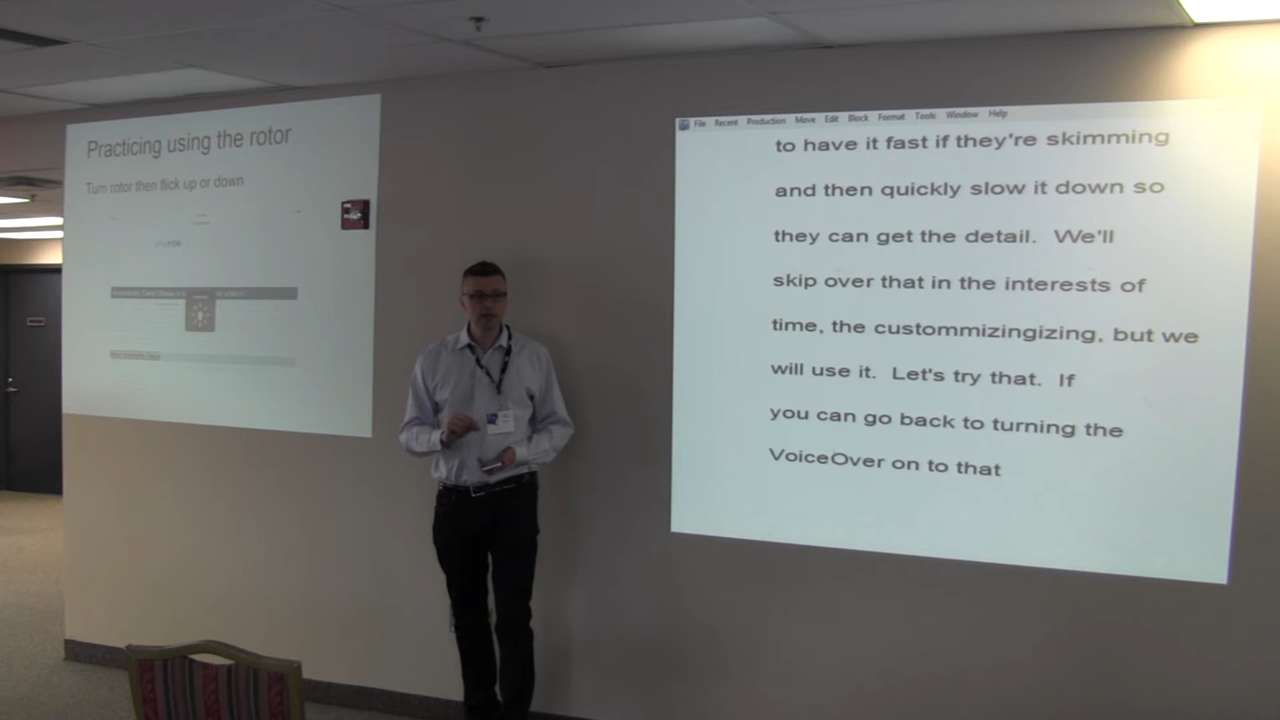 Practicing using the rotor
Turn rotor then flick up or down
File Recent Production Move Edit Block Format Tools Window Help
to have it fast if they're skimming
and then quickly slow it down so
they can get the detail. We'll
skip over that in the interests of
time, the custommizingizing, but we
will use it. Let's try that. If
you can go back to turning the
VoiceOver on to that